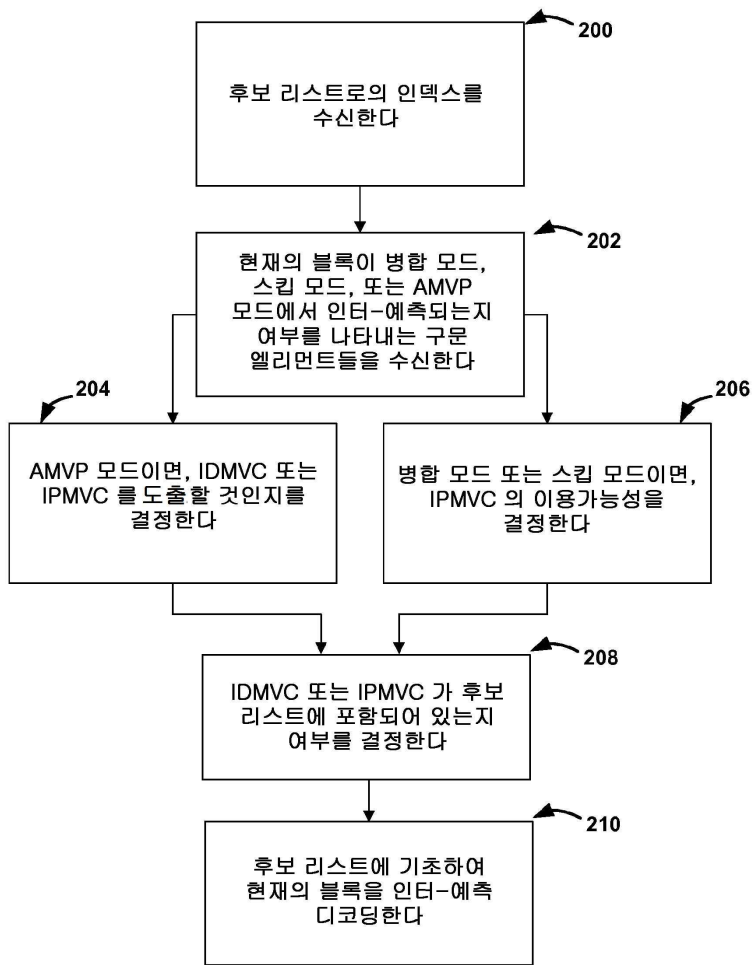 200
후보 리스트로의 인덱스를
수신한다
202
현재의 블록이 병합 모드,
스킵 모드, 또는 AMVP
모드에서 인터-예측되는지
여부를 나타내는 구문
엘리먼트들을 수신한다
204
AMVP 모드이면, IDMVC 또는
IPMVC 를 도출할 것인지를
결정한다
206
병합 모드 또는 스킵 모드이면,
IPMVC 의 이용가능성을
결정한다
208
IDMVC 또는 IPMVC 가 후보
리스트에 포함되어 있는지
여부를 결정한다
210
후보 리스트에 기초하여
현재의 블록을 인터-예측
디코딩한다